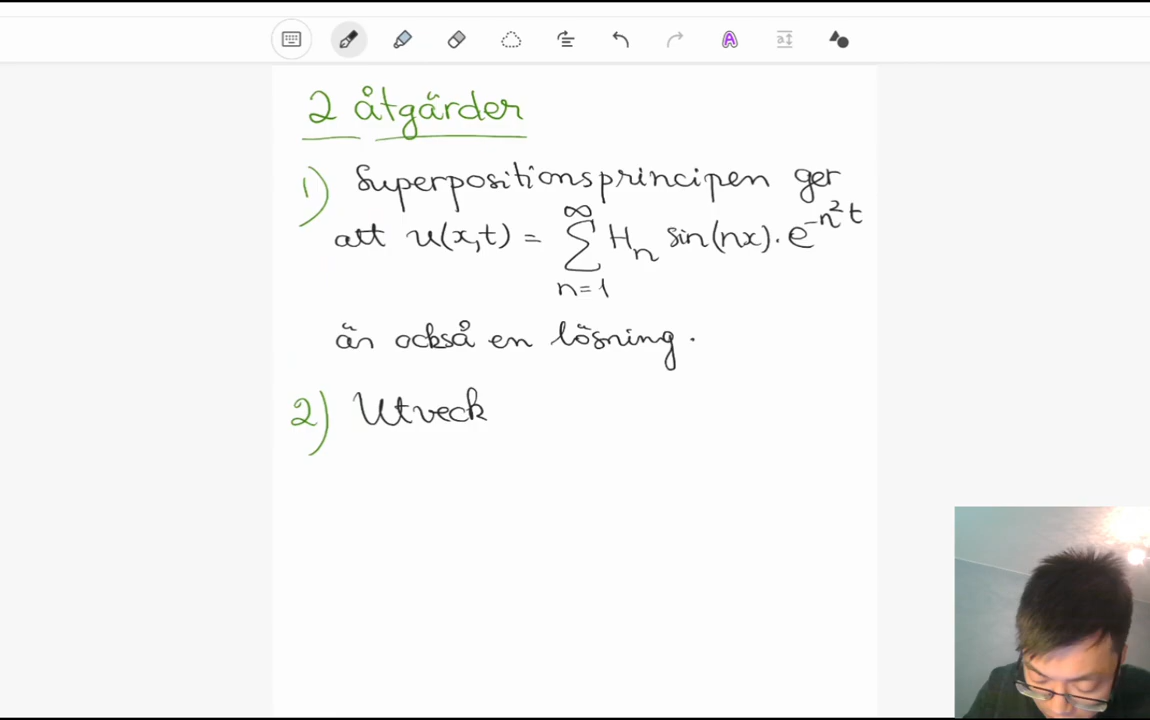 2 åtgärder
1) Superpositionsprincipen ger
att u(x,t) = ∑_{n=1}^{∞} H_n sin(nx)·e^{-n²t}
är också en lösning.
2) Utveck